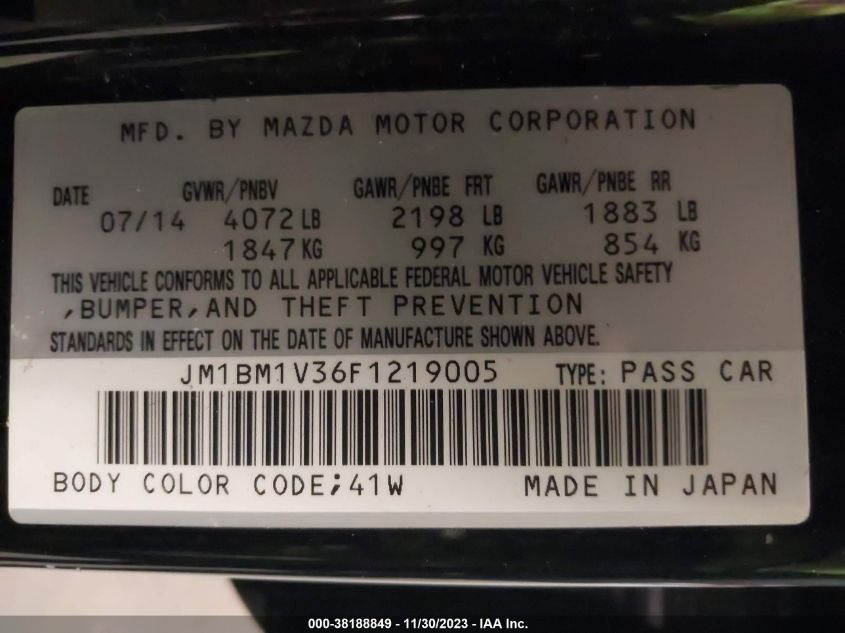 MFD. BY MAZDA MOTOR CORPORATION
DATE GVWR/PNBV GAWR/PNBE FRT GAWR/PNBE RR
07/14 4072 LB 2198 LB 1883 LB
1847 KG 997 KG 854 KG
THIS VEHICLE CONFORMS TO ALL APPLICABLE FEDERAL MOTOR VEHICLE SAFETY
,BUMPER,AND THEFT PREVENTION
STANDARDS IN EFFECT ON THE DATE OF MANUFACTURE SHOWN ABOVE.
JM1BM1V36F1219005 TYPE: PASS CAR
BODY COLOR CODE;41W MADE IN JAPAN
000-38188849 - 11/30/2023 - IAA Inc.